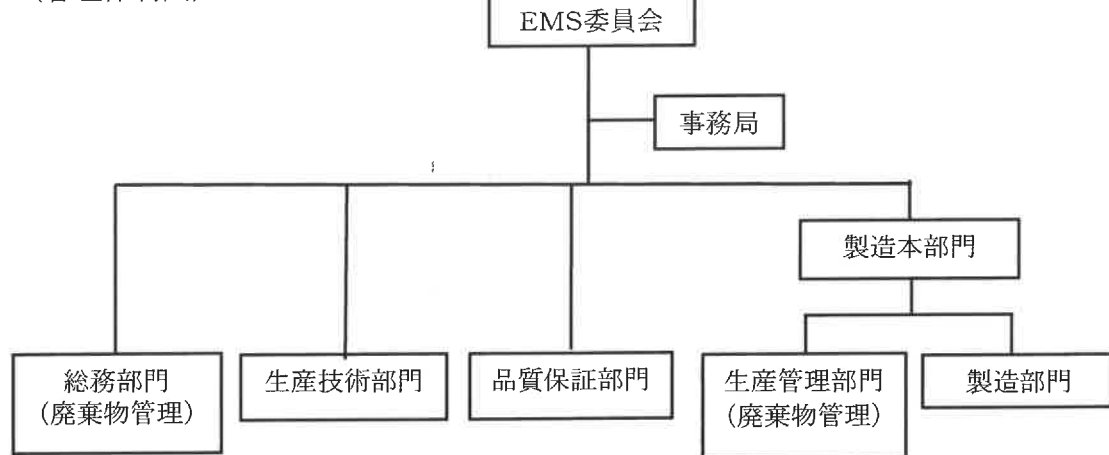 EMS委員会
事務局
製造本部門
総務部門
(廃棄物管理)
生産技術部門
品質保証部門
生産管理部門
(廃棄物管理)
製造部門